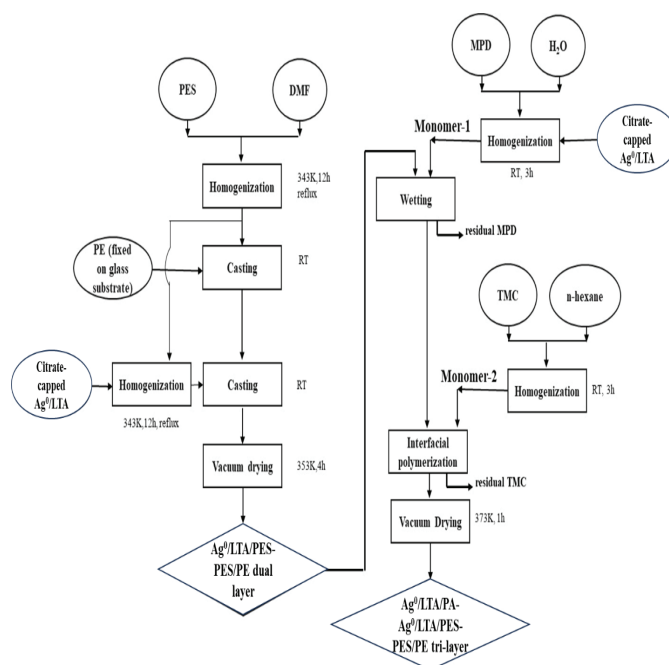 PES
DMF
Homogenization
343K,12h
reflux
PE (fixed
on glass
substrate)
Casting
RT
Citrate-
capped
Ag⁰/LTA
Homogenization
343K,12h, reflux
Casting
RT
Vacuum drying
353K,4h
Ag⁰/LTA/PES-
PES/PE dual
layer
MPD
H₂O
Monomer-1
Homogenization
RT, 3h
Citrate-
capped
Ag⁰/LTA
Wetting
residual MPD
TMC
n-hexane
Monomer-2
Homogenization
RT, 3h
Interfacial
polymerization
residual TMC
Vacuum Drying
373K, 1h
Ag⁰/LTA/PA-
Ag⁰/LTA/PES-
PES/PE tri-layer